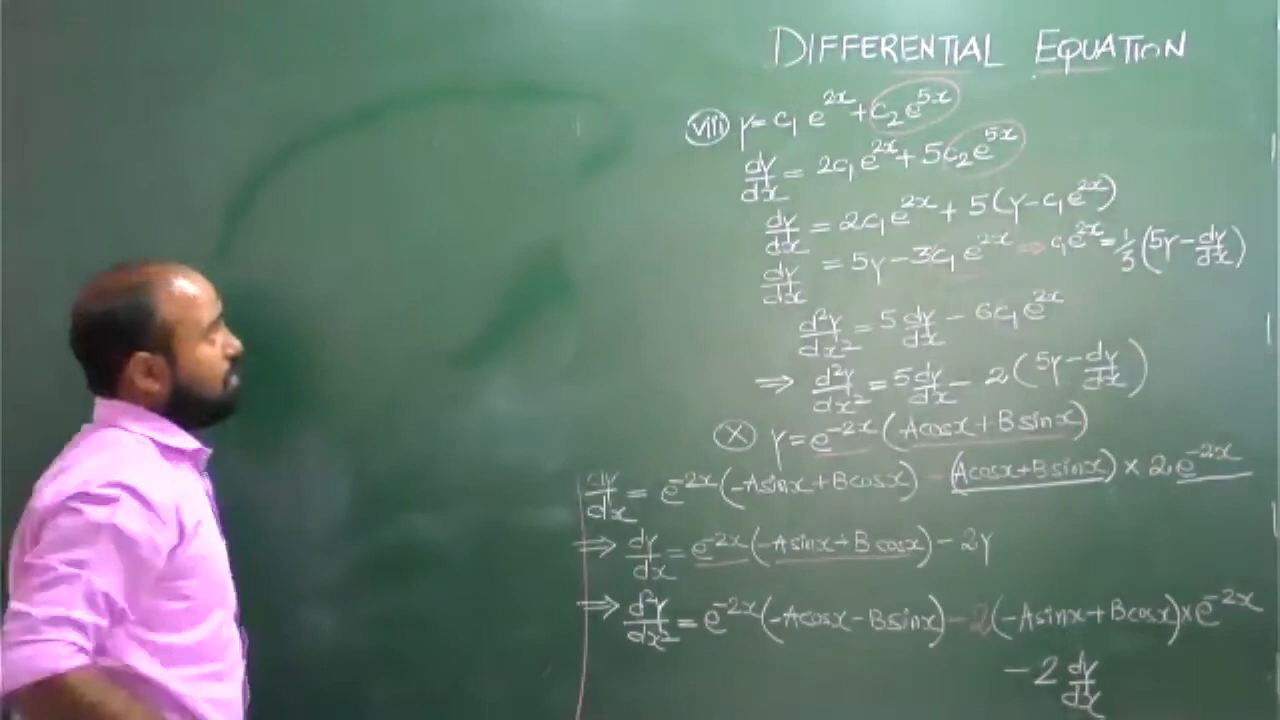 DIFFERENTIAL EQUATION
(viii) y = c₁e^{2x} + c₂e^{5x}
dy/dx = 2c₁e^{2x} + 5c₂e^{5x}
dy/dx = 2c₁e^{2x} + 5(y - c₁e^{2x})
dy/dx = 5y - 3c₁e^{2x} ⇒ c₁e^{2x} = 1/3 (5y - dy/dx)
d²y/dx² = 5 dy/dx - 6c₁e^{2x}
⇒ d²y/dx² = 5 dy/dx - 2(5y - dy/dx)
(x) y = e^{-2x}(Acosx + Bsinx)
dy/dx = e^{-2x}(-Asinx + Bcosx) - (Acosx + Bsinx) × 2e^{-2x}
⇒ dy/dx = e^{-2x}(-Asinx + Bcosx) - 2y
⇒ d²y/dx² = e^{-2x}(-Acosx - Bsinx) - 2(-Asinx + Bcosx) × e^{-2x}
- 2 dy/dx